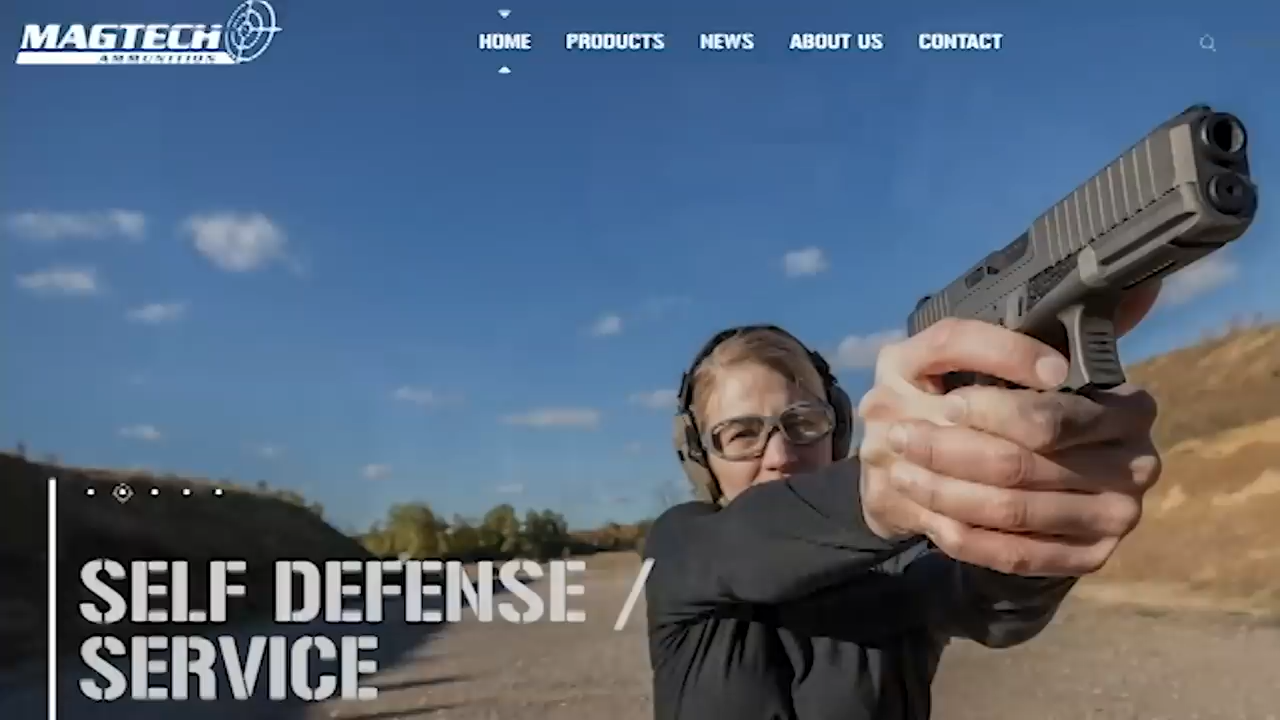 MAGTECH
AMMUNITION
HOME PRODUCTS NEWS ABOUT US CONTACT
SELF DEFENSE /
SERVICE